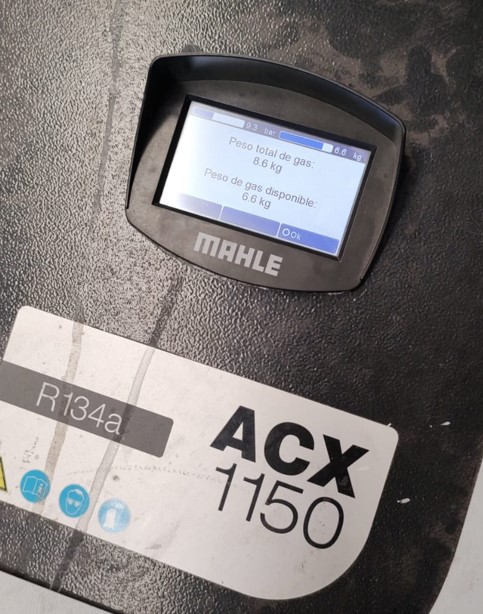 9.3 bar 6.6 kg
Peso total de gas:
8.6 kg
Peso de gas disponible:
6.6 kg
Ok
MAHLE
R134a
ACX
1150